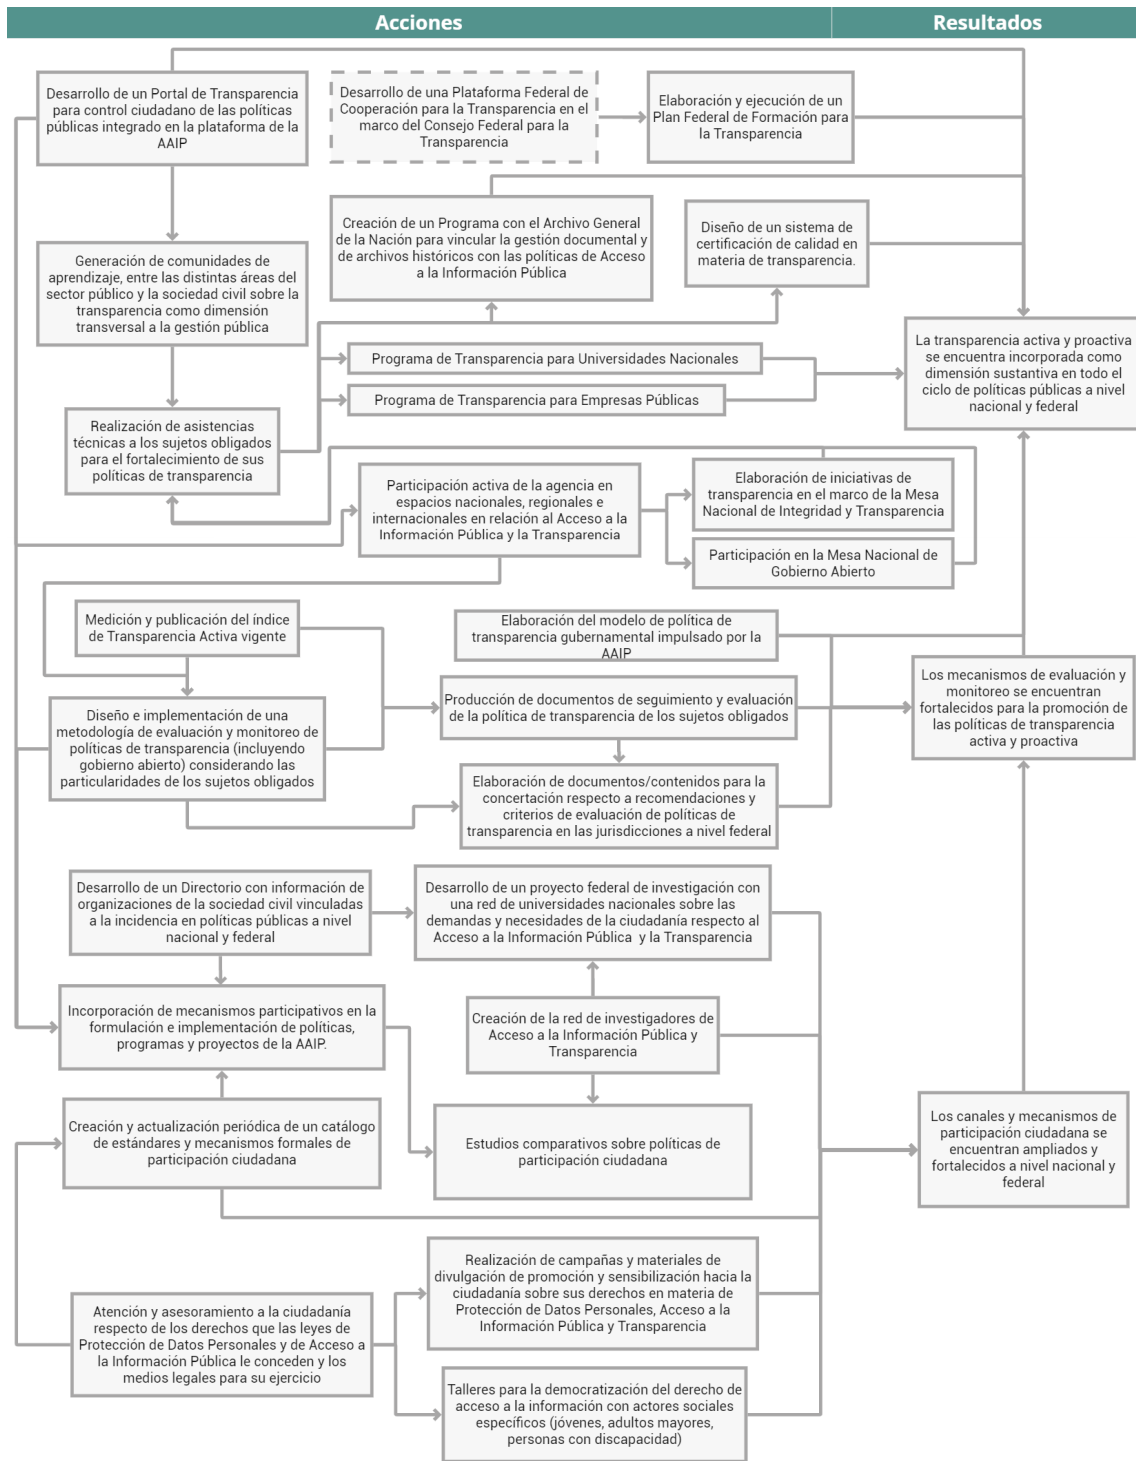 Acciones
Resultados
Desarrollo de un Portal de Transparencia
para control ciudadano de las políticas
públicas integrado en la plataforma de la
AAIP
Desarrollo de una Plataforma Federal de
Cooperación para la Transparencia en el
marco del Consejo Federal para la
Transparencia
Elaboración y ejecución de un
Plan Federal de Formación para
la Transparencia
Creación de un Programa con el Archivo General
de la Nación para vincular la gestión documental y
de archivos históricos con las políticas de Acceso
a la Información Pública
Diseño de un sistema de
certificación de calidad en
materia de transparencia.
Generación de comunidades de
aprendizaje, entre las distintas áreas del
sector público y la sociedad civil sobre la
transparencia como dimensión
transversal a la gestión pública
La transparencia activa y proactiva
se encuentra incorporada como
dimensión sustantiva en todo el
ciclo de políticas públicas a nivel
nacional y federal
Programa de Transparencia para Universidades Nacionales
Programa de Transparencia para Empresas Públicas
Realización de asistencias
técnicas a los sujetos obligados
para el fortalecimiento de sus
políticas de transparencia
Participación activa de la agencia en
espacios nacionales, regionales e
internacionales en relación al Acceso a la
Información Pública y la Transparencia
Elaboración de iniciativas de
transparencia en el marco de la Mesa
Nacional de Integridad y Transparencia
Participación en la Mesa Nacional de
Gobierno Abierto
Medición y publicación del índice
de Transparencia Activa vigente
Elaboración del modelo de política de
transparencia gubernamental impulsado por la
AAIP
Los mecanismos de evaluación y
monitoreo se encuentran
fortalecidos para la promoción de
las políticas de transparencia
activa y proactiva
Producción de documentos de seguimiento y evaluación
de la política de transparencia de los sujetos obligados
Diseño e implementación de una
metodología de evaluación y monitoreo de
políticas de transparencia (incluyendo
gobierno abierto) considerando las
particularidades de los sujetos obligados
Elaboración de documentos/contenidos para la
concertación respecto a recomendaciones y
criterios de evaluación de políticas de
transparencia en las jurisdicciones a nivel federal
Desarrollo de un Directorio con información de
organizaciones de la sociedad civil vinculadas
a la incidencia en políticas públicas a nivel
nacional y federal
Desarrollo de un proyecto federal de investigación con
una red de universidades nacionales sobre las
demandas y necesidades de la ciudadanía respecto al
Acceso a la Información Pública y la Transparencia
Incorporación de mecanismos participativos en la
formulación e implementación de políticas,
programas y proyectos de la AAIP.
Creación de la red de investigadores de
Acceso a la Información Pública y
Transparencia
Creación y actualización periódica de un catálogo
de estándares y mecanismos formales de
participación ciudadana
Estudios comparativos sobre políticas de
participación ciudadana
Los canales y mecanismos de
participación ciudadana se
encuentran ampliados y
fortalecidos a nivel nacional y
federal
Realización de campañas y materiales de
divulgación de promoción y sensibilización hacia la
ciudadanía sobre sus derechos en materia de
Protección de Datos Personales, Acceso a la
Información Pública y Transparencia
Atención y asesoramiento a la ciudadanía
respecto de los derechos que las leyes de
Protección de Datos Personales y de Acceso a
la Información Pública le conceden y los
medios legales para su ejercicio
Talleres para la democratización del derecho de
acceso a la información con actores sociales
específicos (jóvenes, adultos mayores,
personas con discapacidad)